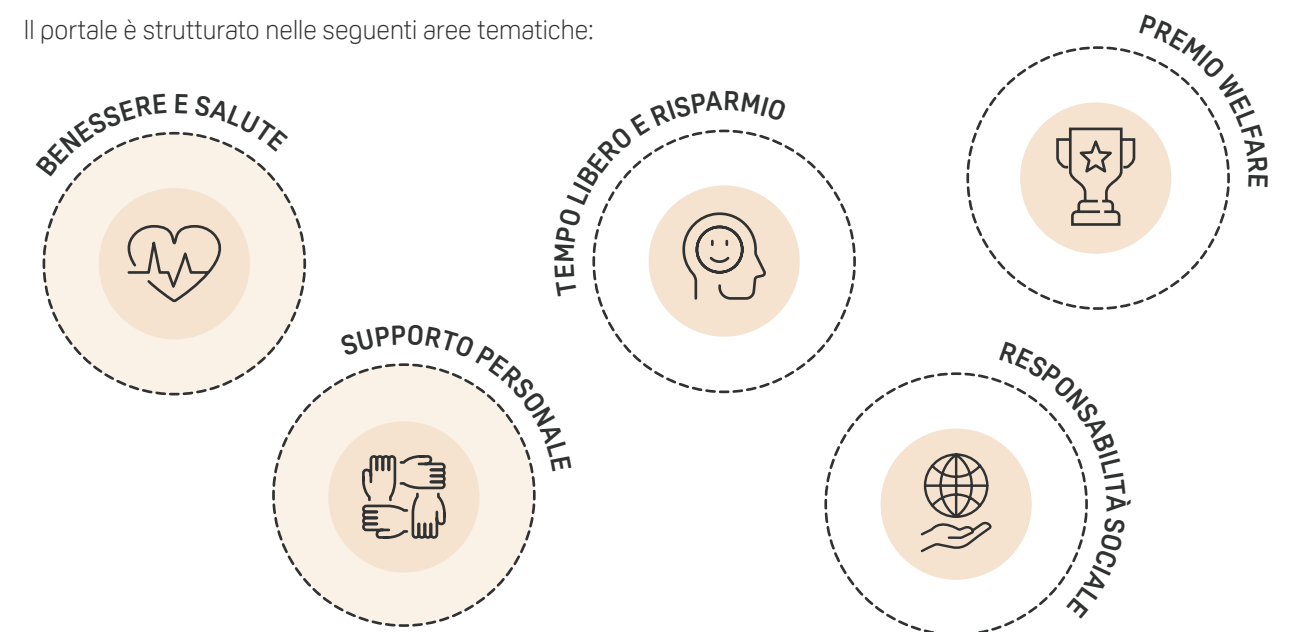 Il portale è strutturato nelle seguenti aree tematiche:
BENESSERE E SALUTE
SUPPORTO PERSONALE
TEMPO LIBERO E RISPARMIO
RESPONSABILITÀ SOCIALE
PREMIO WELFARE